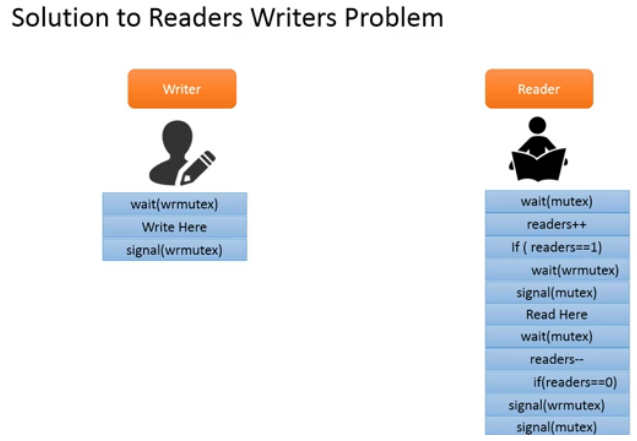 Solution to Readers Writers Problem
Writer
wait(wrmutex)
Write Here
signal(wrmutex)
Reader
wait(mutex)
readers++
If ( readers==1)
wait(wrmutex)
signal(mutex)
Read Here
wait(mutex)
readers--
if(readers==0)
signal(wrmutex)
signal(mutex)